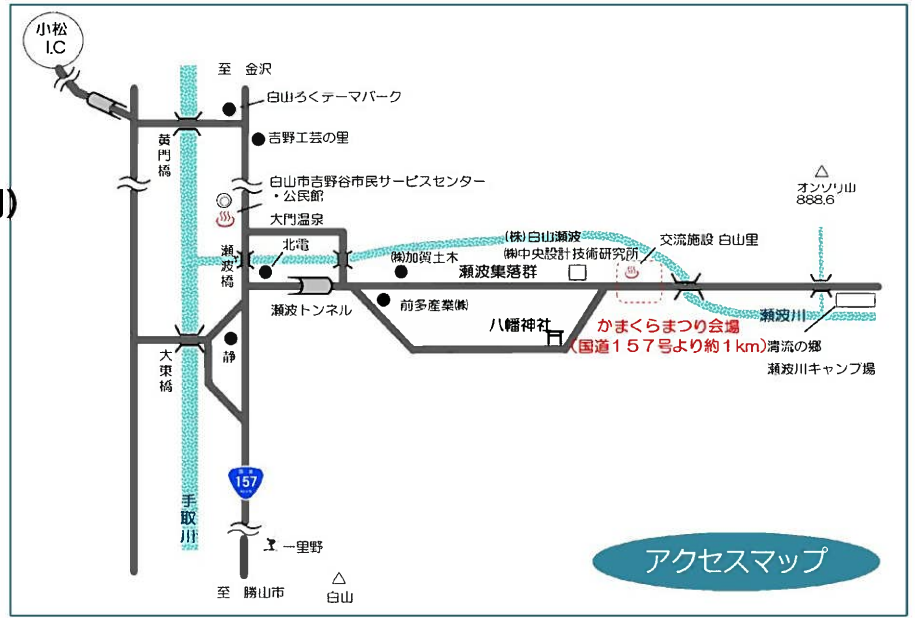 小松
I.C
至 金沢
白山ろくテーマパーク
黄門橋
吉野工芸の里
白山市吉野谷市民サービスセンター
・公民館
大門温泉
オンソリ山
888.6
瀬波橋
北電
㈱加賀土木
(株)白山瀬波
㈱中央設計技術研究所
交流施設 白山里
瀬波集落群
瀬波トンネル
前多産業㈱
八幡神社
かまくらまつり会場
(国道157号より約1km)
瀬波川
清流の郷
瀬波川キャンプ場
大東橋
静
157
手取川
一里野
至 勝山市
白山
アクセスマップ